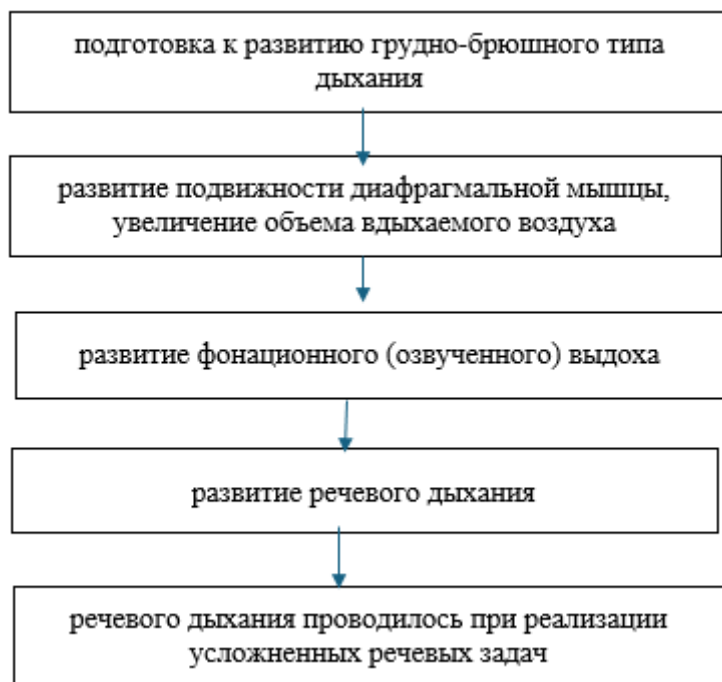 подготовка к развитию грудно-брюшного типа
дыхания
развитие подвижности диафрагмальной мышцы,
увеличение объема вдыхаемого воздуха
развитие фонационного (озвученного) выдоха
развитие речевого дыхания
речевого дыхания проводилось при реализации
усложненных речевых задач